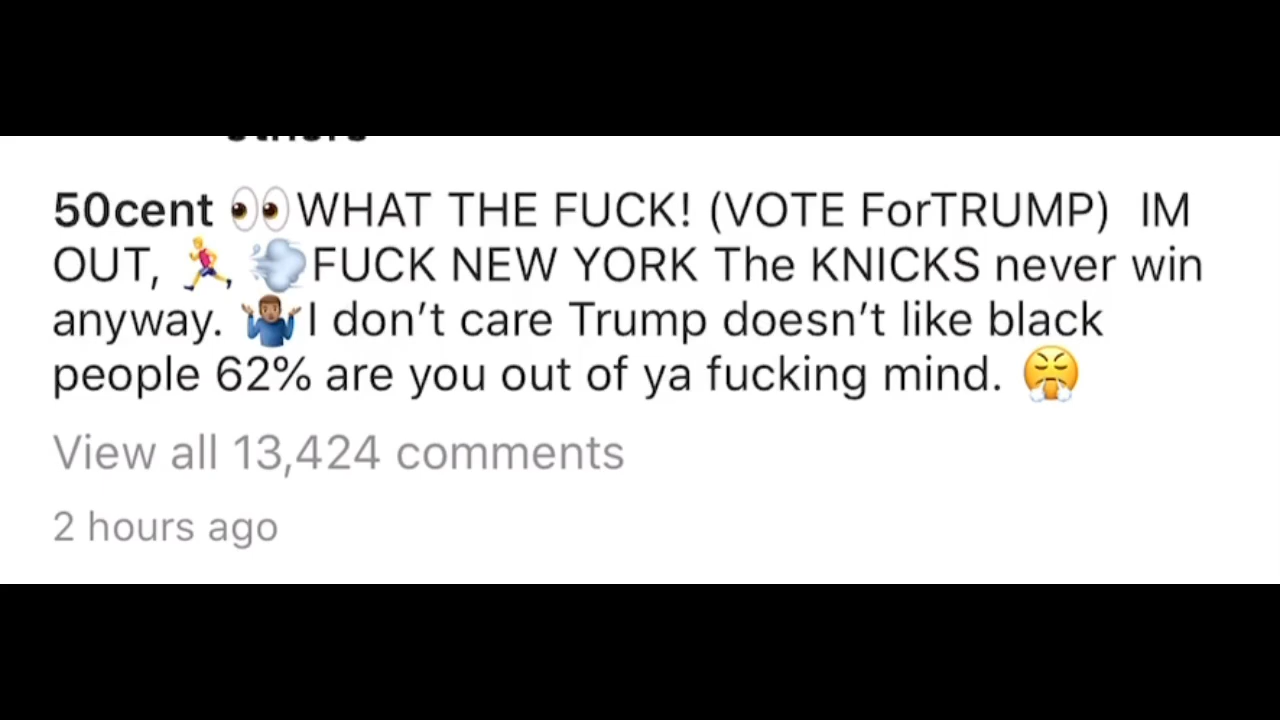 50cent 👀WHAT THE FUCK! (VOTE ForTRUMP) IM
OUT, 🏃💨FUCK NEW YORK The KNICKS never win
anyway. 🤷🏾‍♂️I don’t care Trump doesn’t like black
people 62% are you out of ya fucking mind. 😤
View all 13,424 comments
2 hours ago